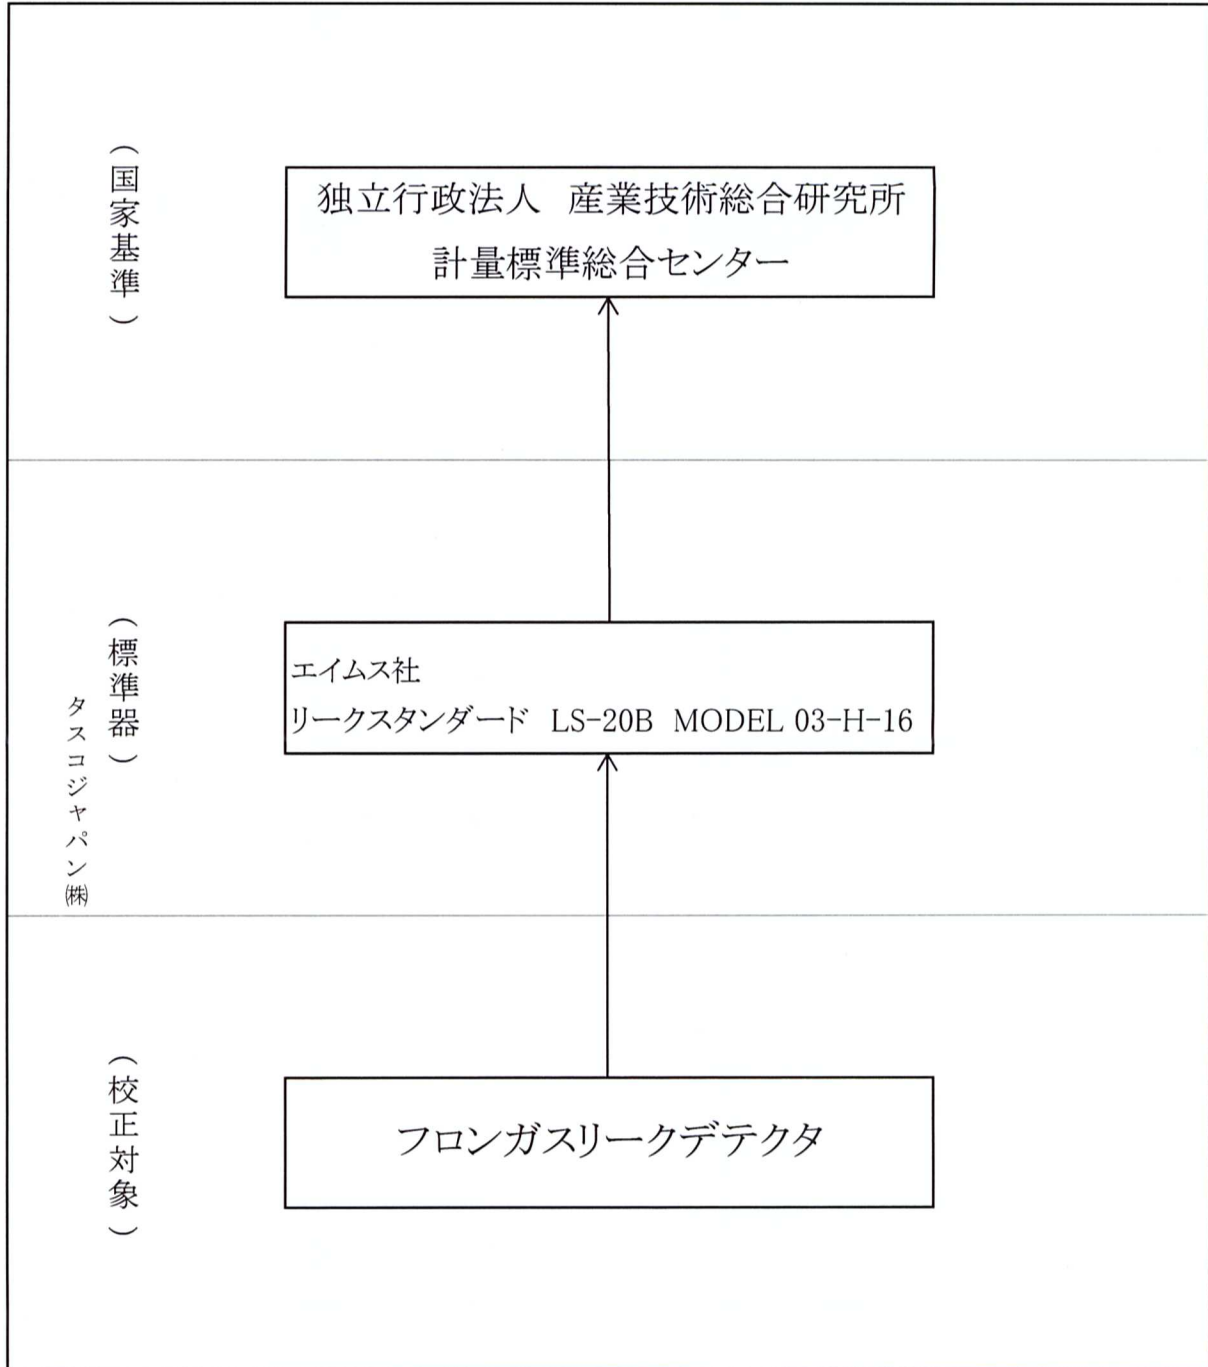 （国家基準）
独立行政法人 産業技術総合研究所
計量標準総合センター
（標準器）
タスコジャパン㈱
エイムス社
リークスタンダード LS-20B MODEL 03-H-16
（校正対象）
フロンガスリークデテクタ